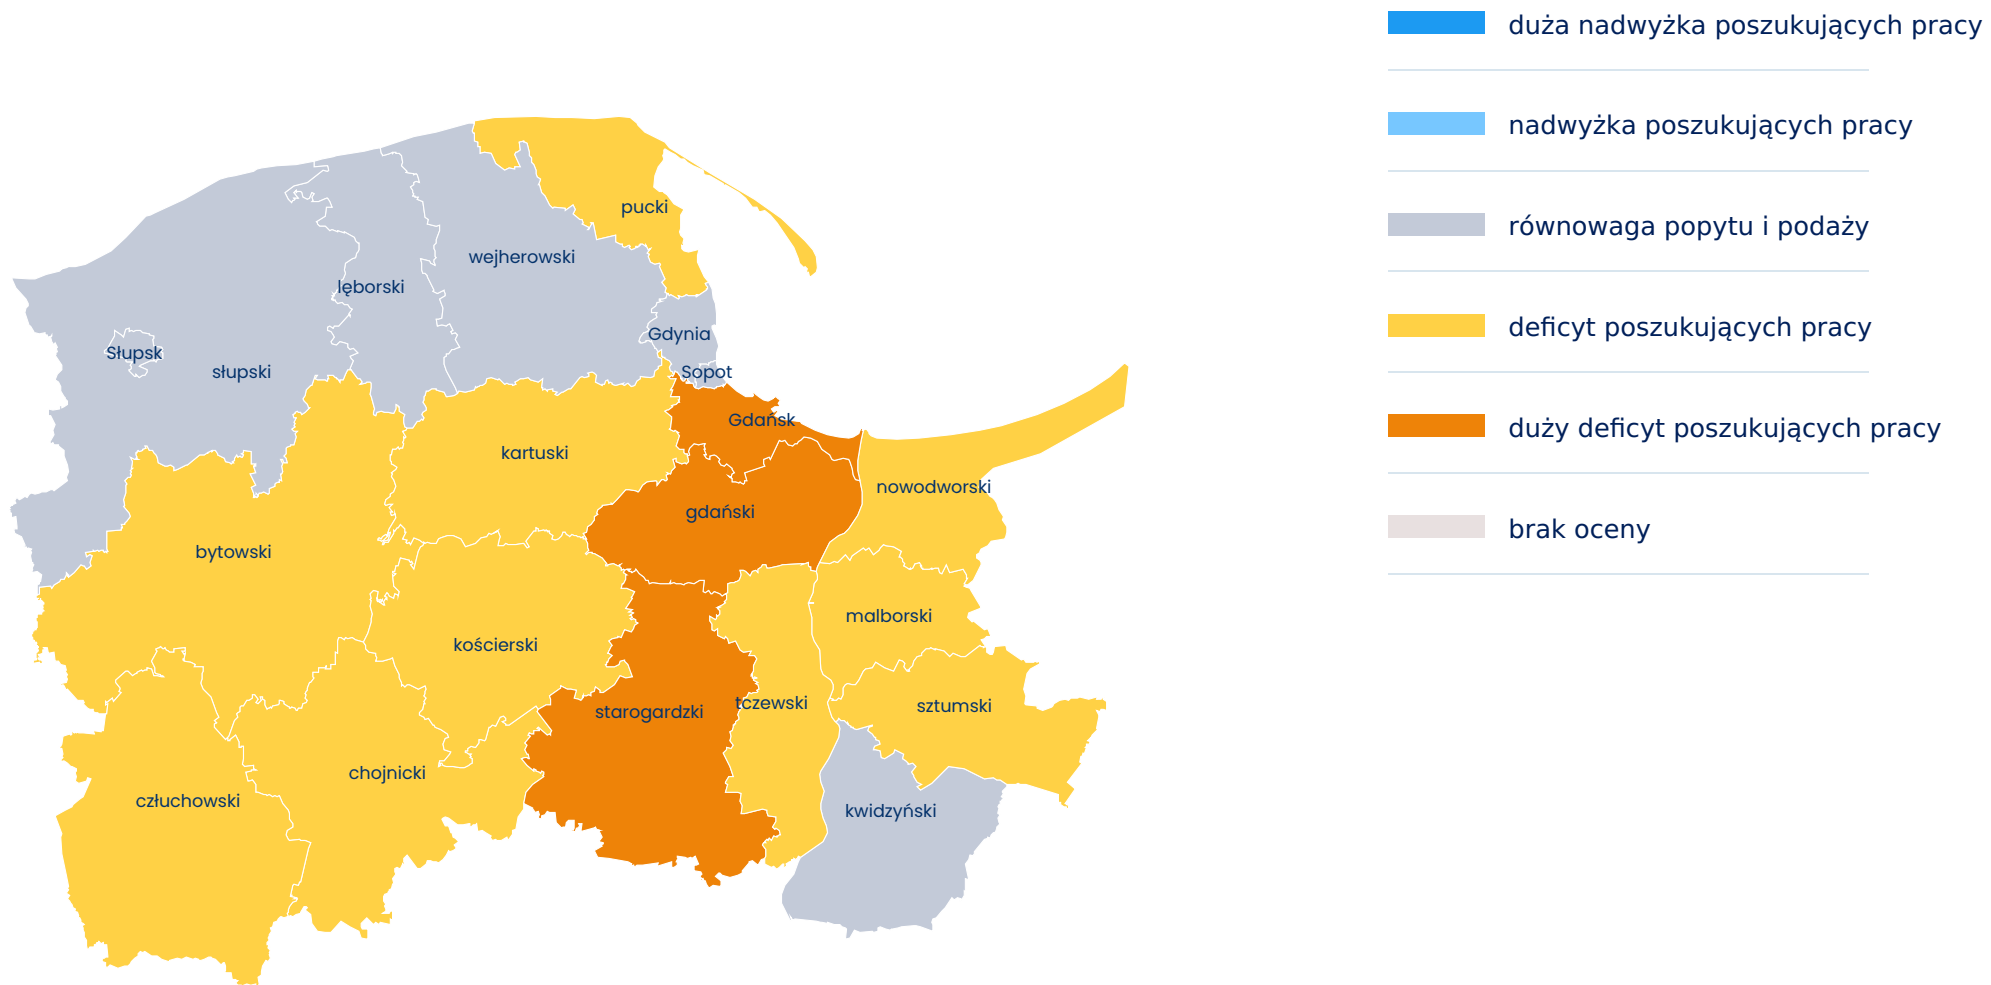 duża nadwyżka poszukujących pracy
nadwyżka poszukujących pracy
równowaga popytu i podaży
deficyt poszukujących pracy
duży deficyt poszukujących pracy
brak oceny
pucki
wejherowski
lęborski
Gdynia
Słupsk
słupski
Sopot
Gdańsk
kartuski
nowodworski
gdański
bytowski
malborski
kościerski
tczewski
sztumski
starogardzki
chojnicki
człuchowski
kwidzyński